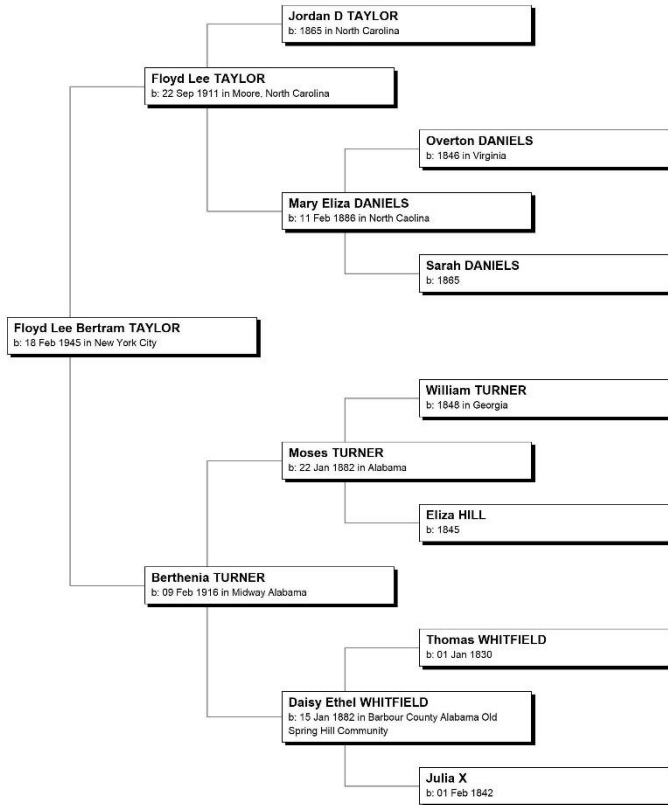 Jordan D TAYLOR
b: 1865 in North Carolina
Floyd Lee TAYLOR
b: 22 Sep 1911 in Moore, North Carolina
Overton DANIELS
b: 1846 in Virginia
Mary Eliza DANIELS
b: 11 Feb 1886 in North Caolina
Sarah DANIELS
b: 1865
Floyd Lee Bertram TAYLOR
b: 18 Feb 1945 in New York City
William TURNER
b: 1848 in Georgia
Moses TURNER
b: 22 Jan 1882 in Alabama
Eliza HILL
b: 1845
Berthenia TURNER
b: 09 Feb 1916 in Midway Alabama
Thomas WHITFIELD
b: 01 Jan 1830
Daisy Ethel WHITFIELD
b: 15 Jan 1882 in Barbour County Alabama Old
Spring Hill Community
Julia X
b: 01 Feb 1842